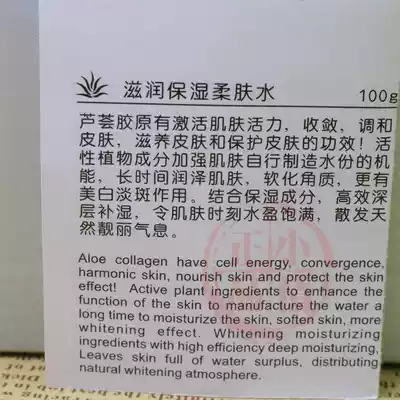 滋润保湿柔肤水 100g
芦荟胶原有激活肌肤活力，收敛，调和
皮肤，滋养皮肤和保护皮肤的功效！活
性植物成分加强肌肤自行制造水份的机
能，长时间润泽肌肤，软化角质，更有
美白淡斑作用。结合保湿成分，高效深
层补湿，令肌肤时刻水盈饱满，散发天
然靓丽气息。
Aloe collagen have cell energy, convergence,
harmonic skin, nourish skin and protect the skin
effect! Active plant ingredients to enhance the
function of the skin to manufacture the water a
long time to moisturize the skin, soften skin, more
whitening effect. Whitening moisturizing
ingredients with high efficiency deep moisturizing,
Leaves skin full of water surplus, distributing
natural whitening atmosphere.